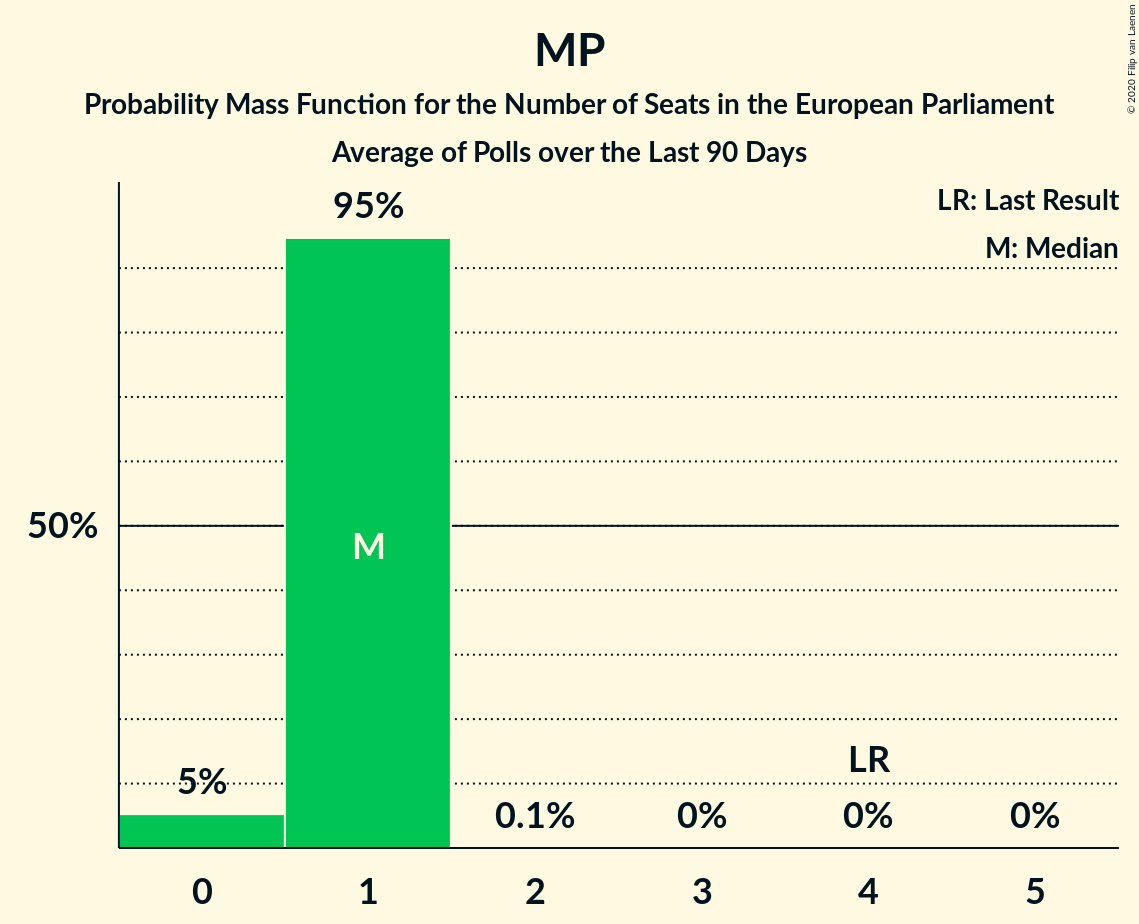 MP
Probability Mass Function for the Number of Seats in the European Parliament
Average of Polls over the Last 90 Days
© 2020 Filip van Laenen
LR: Last Result
M: Median
95%
50%
M
5%
0.1%
0%
LR
0%
0%
0 1 2 3 4 5